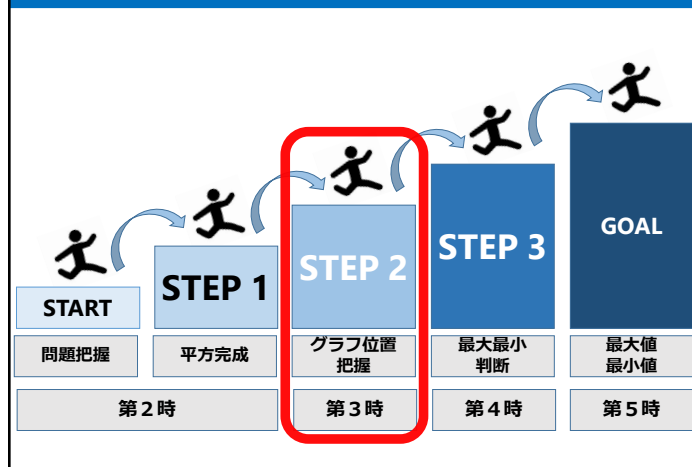 START
STEP 1
STEP 2
STEP 3
GOAL
問題把握
平方完成
グラフ位置
把握
最大最小
判断
最大値
最小値
第2時
第3時
第4時
第5時